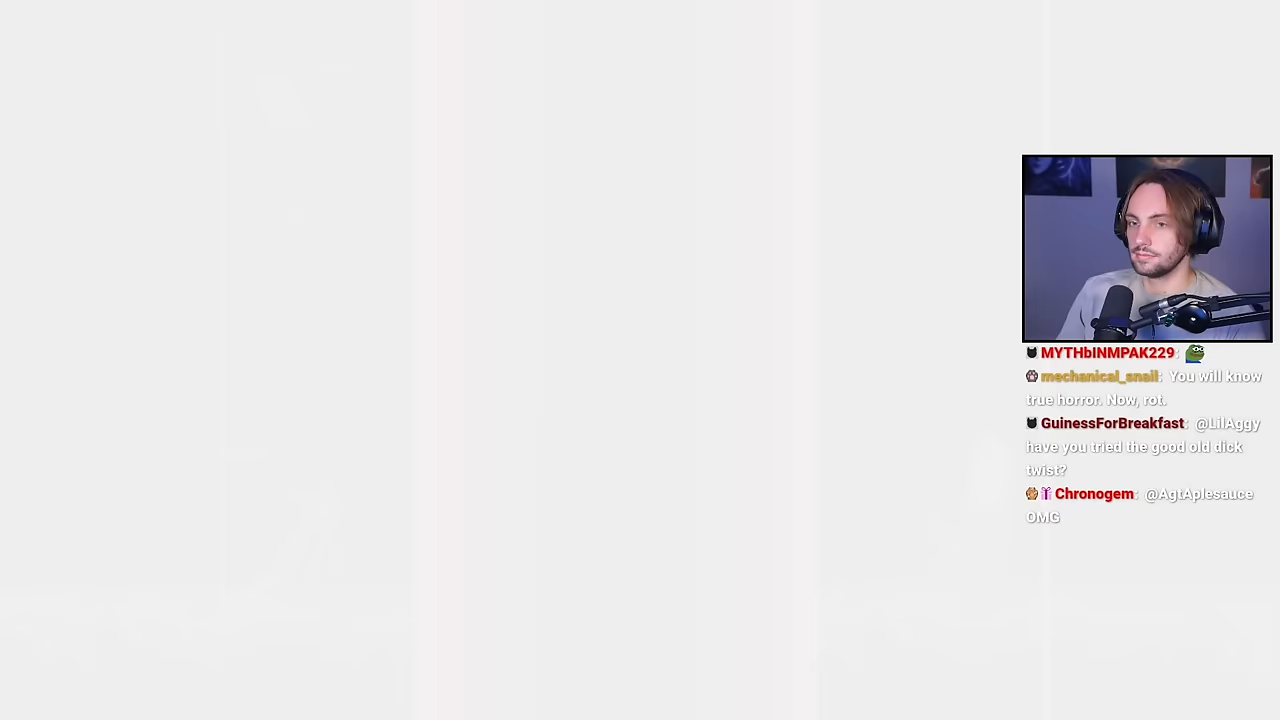 MYTHbINMPAK229:
mechanical_snail: You will know
true horror. Now, rot.
GuinessForBreakfast: @LilAggy
have you tried the good old dick
twist?
Chronogem: @AgtAplesauce
OMG